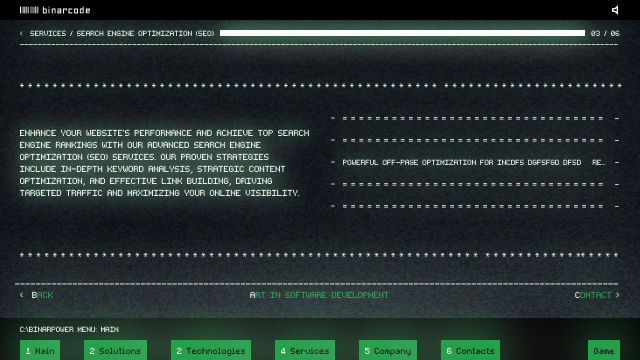 binarcode
‹ SERVICES / SEARCH ENGINE OPTIMIZATION (SEO) 03 / 06
ENHANCE YOUR WEBSITE'S PERFORMANCE AND ACHIEVE TOP SEARCH
ENGINE RANKINGS WITH OUR ADVANCED SEARCH ENGINE
OPTIMIZATION (SEO) SERVICES. OUR PROVEN STRATEGIES
INCLUDE IN-DEPTH KEYWORD ANALYSIS, STRATEGIC CONTENT
OPTIMIZATION, AND EFFECTIVE LINK BUILDING, DRIVING
TARGETED TRAFFIC AND MAXIMIZING YOUR ONLINE VISIBILITY.
– POWERFUL OFF-PAGE OPTIMIZATION FOR INCDFS DGFSFGD DFSD RE... –
‹ BACK
ART IN SOFTWARE DEVELOPMENT
CONTACT ›
C:\BINARPOWER MENU: MAIN
1 Main
2 Solutions
2 Technologies
4 Services
5 Company
6 Contacts
Game